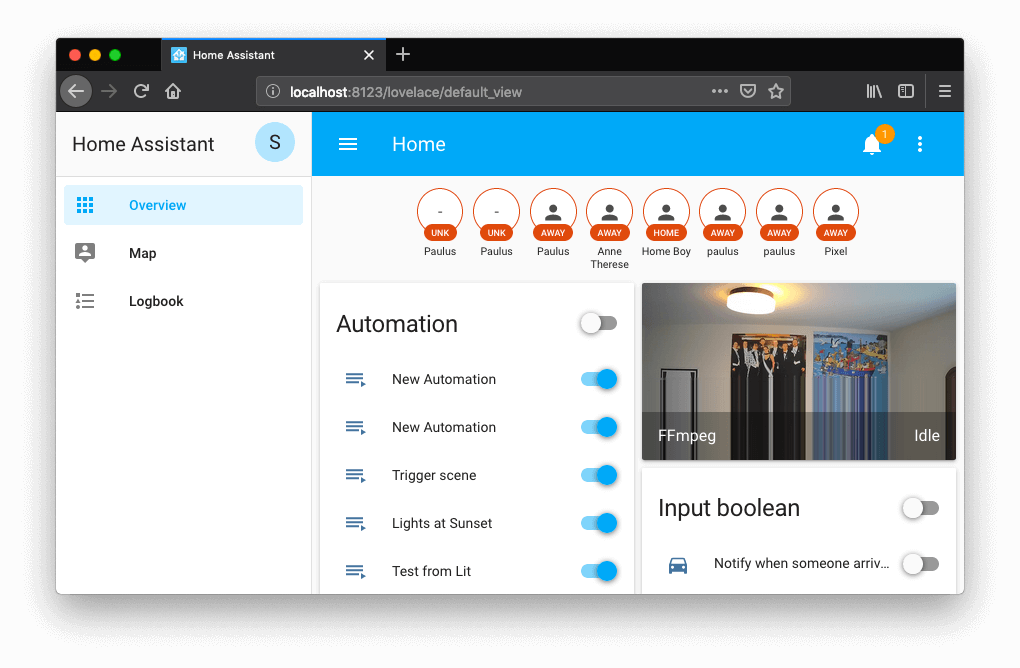 Home Assistant
localhost:8123/lovelace/default_view
Home Assistant
S
Home
1
Overview
Map
Logbook
- - 
UNK UNK AWAY AWAY HOME AWAY AWAY AWAY
Paulus Paulus Paulus Anne Therese Home Boy paulus paulus Pixel
Automation
New Automation
New Automation
Trigger scene
Lights at Sunset
Test from Lit
FFmpeg Idle
Input boolean
Notify when someone arriv...